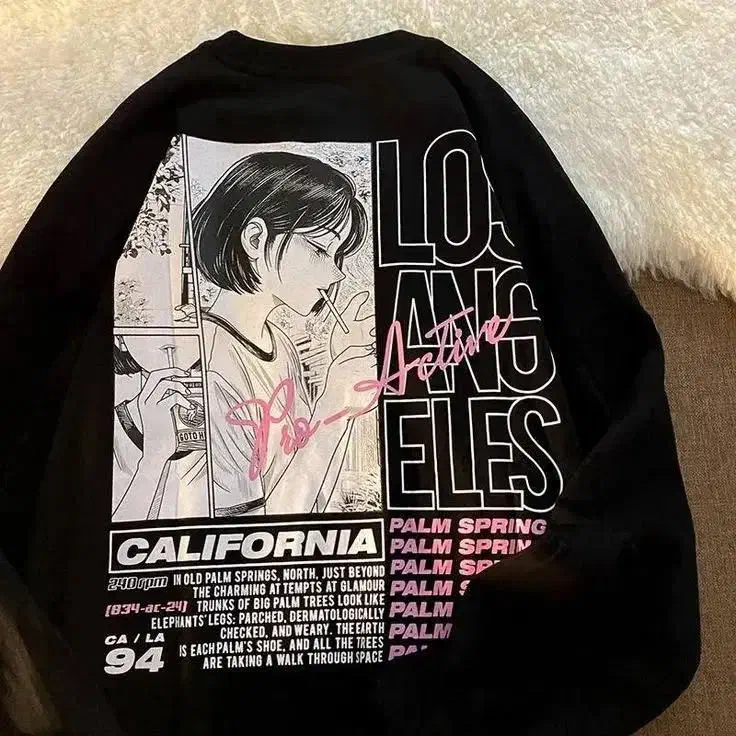 LOS
ANG
ELES
Pro-Active
GOTO H
CALIFORNIA
240 rpm
[834-ac-24]
CA / LA
94
IN OLD PALM SPRINGS, NORTH, JUST BEYOND
THE CHARMING AT TEMPTS AT GLAMOUR
TRUNKS OF BIG PALM TREES LOOK LIKE
ELEPHANTS' LEGS: PARCHED, DERMATOLOGICALLY
CHECKED, AND WEARY. THE EARTH
IS EACH PALM'S SHOE, AND ALL THE TREES
ARE TAKING A WALK THROUGH SPACE
PALM SPRING
PALM SPRIN
PALM SPR
PALM S
PALM
PALM
PALM